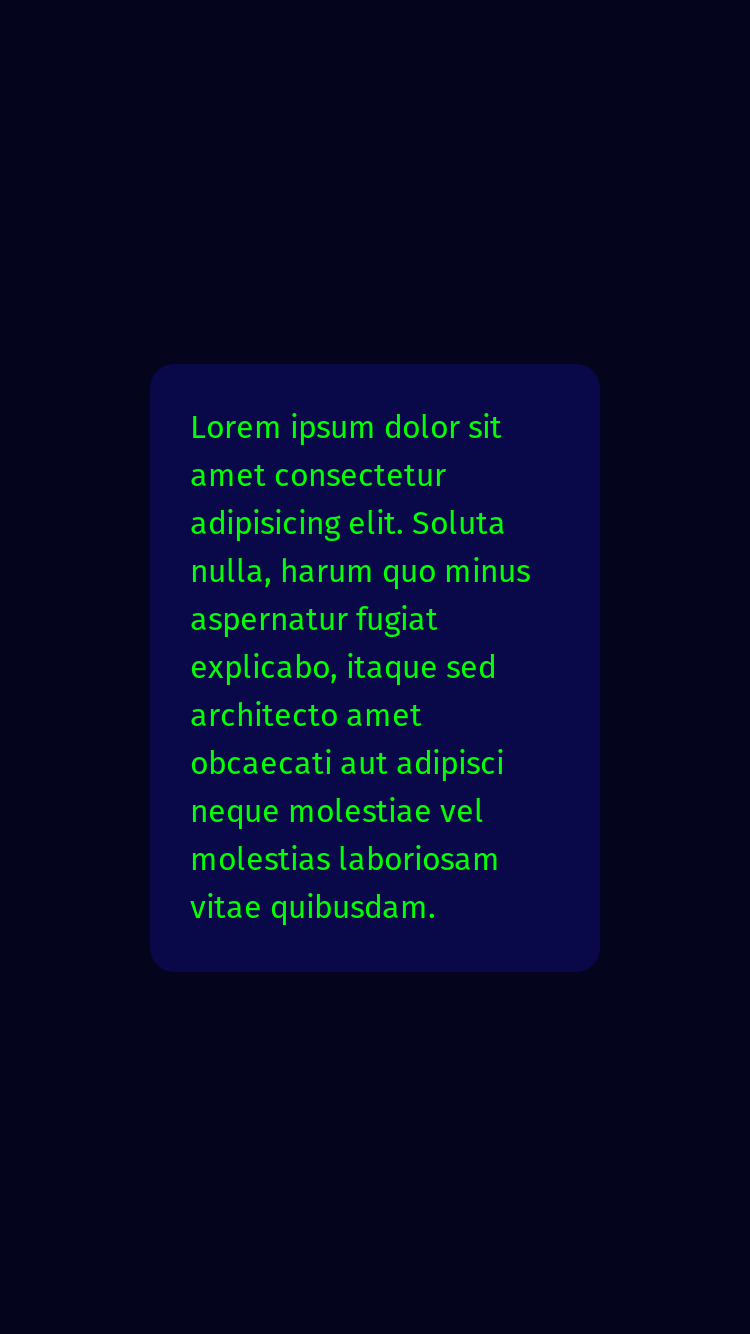 Lorem ipsum dolor sit
amet consectetur
adipisicing elit. Soluta
nulla, harum quo minus
aspernatur fugiat
explicabo, itaque sed
architecto amet
obcaecati aut adipisci
neque molestiae vel
molestias laboriosam
vitae quibusdam.